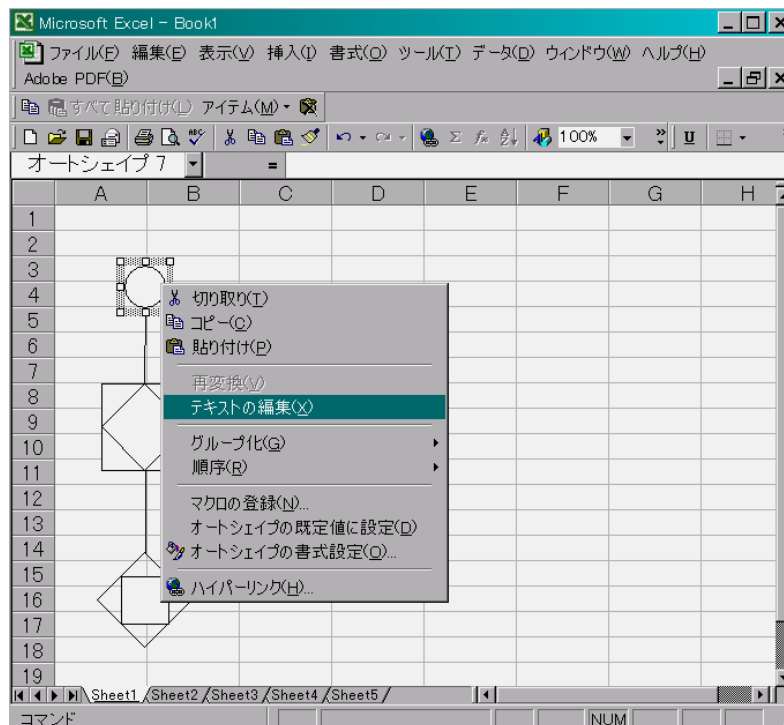 Microsoft Excel - Book1
ファイル(F) 編集(E) 表示(V) 挿入(I) 書式(O) ツール(T) データ(D) ウィンドウ(W) ヘルプ(H)
Adobe PDF(B)
すべて貼り付け(L) アイテム(M)
100% U
オートシェイプ 7 =
A B C D E F G H
1
2
3
4
5
6
7
8
9
10
11
12
13
14
15
16
17
18
19
切り取り(T)
コピー(C)
貼り付け(P)
再変換(V)
テキストの編集(X)
グループ化(G)
順序(R)
マクロの登録(N)...
オートシェイプの既定値に設定(D)
オートシェイプの書式設定(O)...
ハイパーリンク(H)...
Sheet1 Sheet2 Sheet3 Sheet4 Sheet5
コマンド NUM